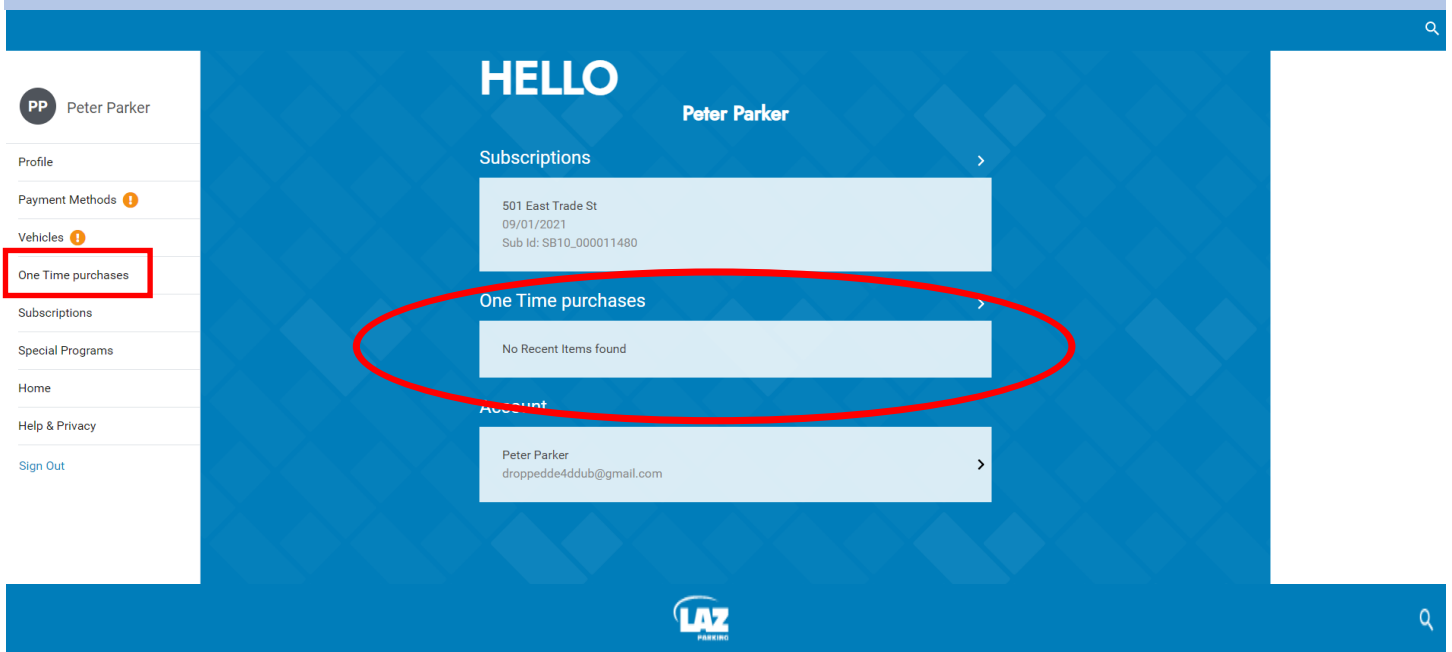 PP Peter Parker
Profile
Payment Methods !
Vehicles !
One Time purchases
Subscriptions
Special Programs
Home
Help & Privacy
Sign Out
HELLO
Peter Parker
Subscriptions
501 East Trade St
09/01/2021
Sub Id: SB10_000011480
One Time purchases
No Recent Items found
Account
Peter Parker
droppedde4ddub@gmail.com
LAZ
PARKING